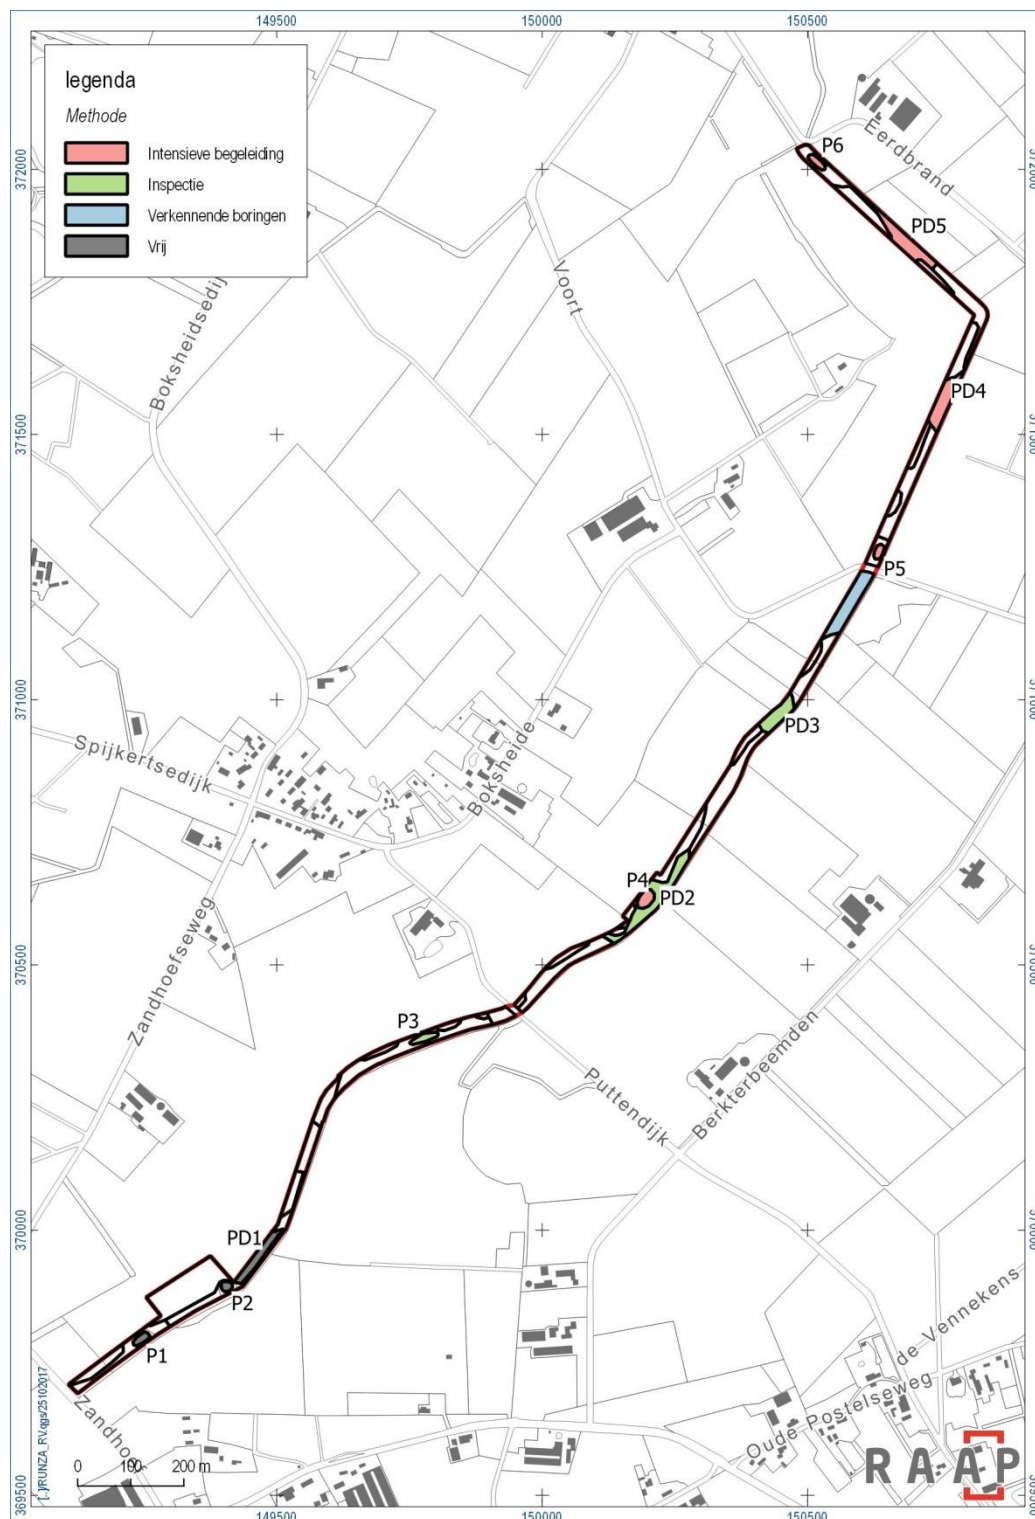 149500 150000 150500
legenda
Methode
Intensieve begeleiding
Inspectie
Verkennende boringen
Vrij
P6
Eerdbrand
372000
PD5
Voort
Boksheidsedij
PD4
371500
P5
371000
PD3
Boksheide
Spijkertsedijk
P4
PD2
Zandhoefseweg
370500
P3
Puttendijk
Berkterbeemden
370000
PD1
P2
P1
de Vennekens
Oude Postelseweg
Zandhoe
0 100 200 m
RAAP
369500
149500 150000 150500